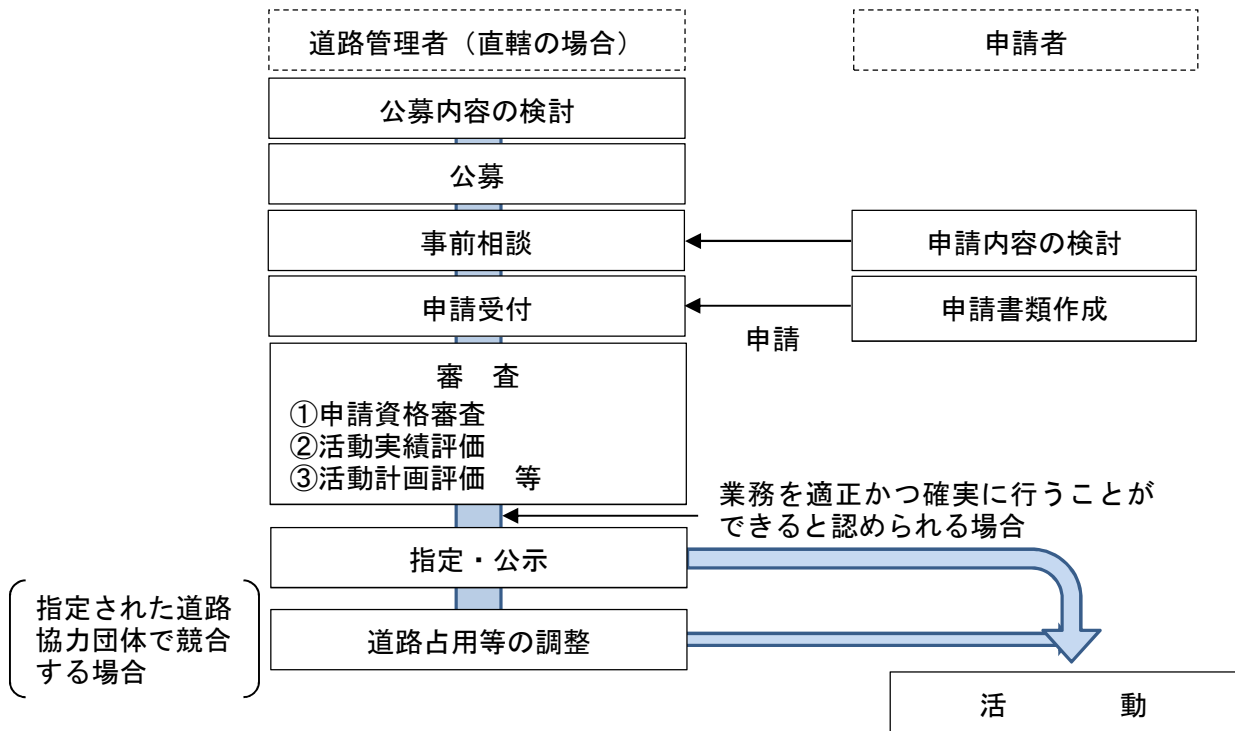 道路管理者（直轄の場合）
申請者
公募内容の検討
公募
事前相談
申請内容の検討
申請受付
申請書類作成
申請
審　査
①申請資格審査
②活動実績評価
③活動計画評価　等
業務を適正かつ確実に行うことが
できると認められる場合
指定・公示
指定された道路
協力団体で競合
する場合
道路占用等の調整
活　　　動